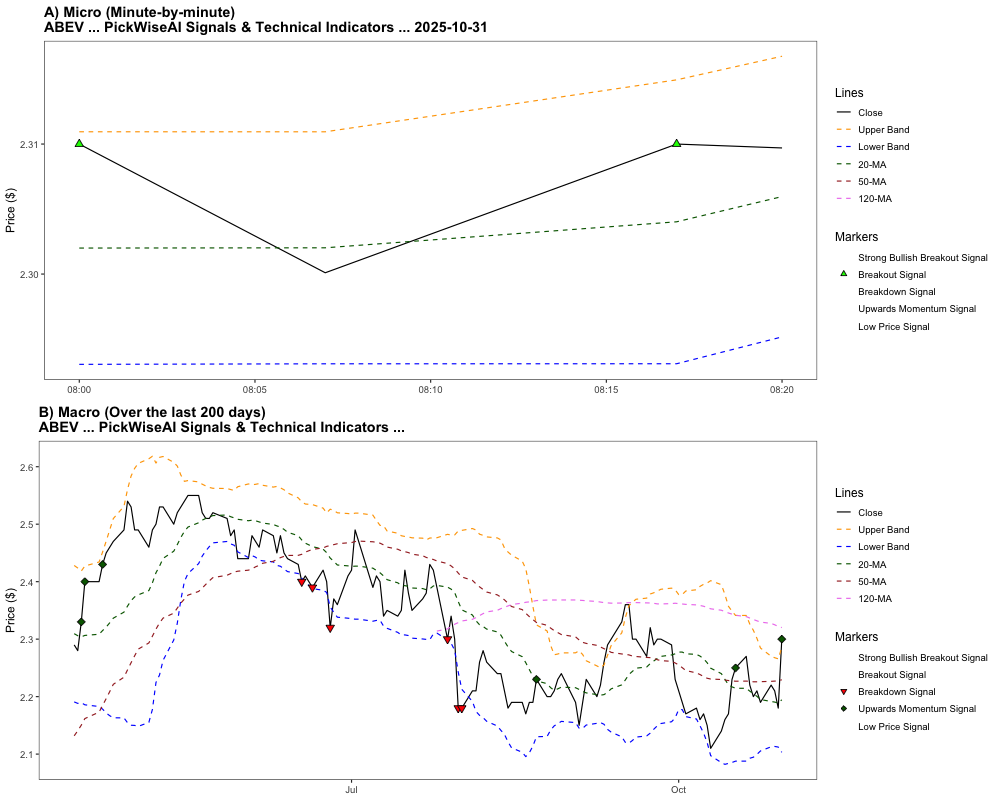 A) Micro (Minute-by-minute)
ABEV ... PickWiseAI Signals & Technical Indicators ... 2025-10-31
Price ($)
2.31
2.30
08:00
08:05
08:10
08:15
08:20
Lines
Close
Upper Band
Lower Band
20-MA
50-MA
120-MA
Markers
Strong Bullish Breakout Signal
Breakout Signal
Breakdown Signal
Upwards Momentum Signal
Low Price Signal
B) Macro (Over the last 200 days)
ABEV ... PickWiseAI Signals & Technical Indicators ...
Price ($)
2.6
2.5
2.4
2.3
2.2
2.1
Jul
Oct
Lines
Close
Upper Band
Lower Band
20-MA
50-MA
120-MA
Markers
Strong Bullish Breakout Signal
Breakout Signal
Breakdown Signal
Upwards Momentum Signal
Low Price Signal